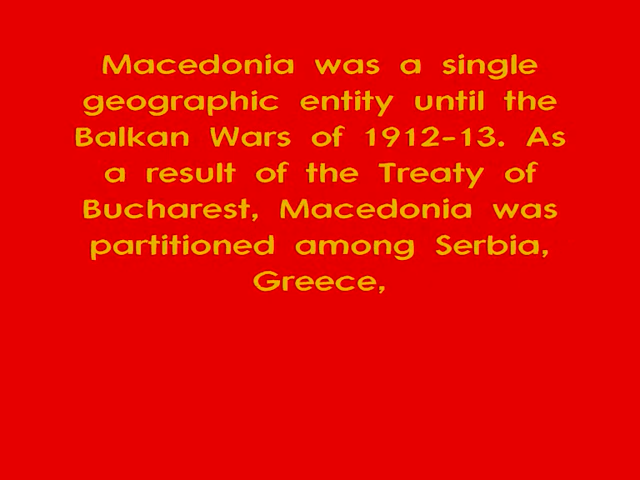 Macedonia was a single
geographic entity until the
Balkan Wars of 1912-13. As
a result of the Treaty of
Bucharest, Macedonia was
partitioned among Serbia,
Greece,